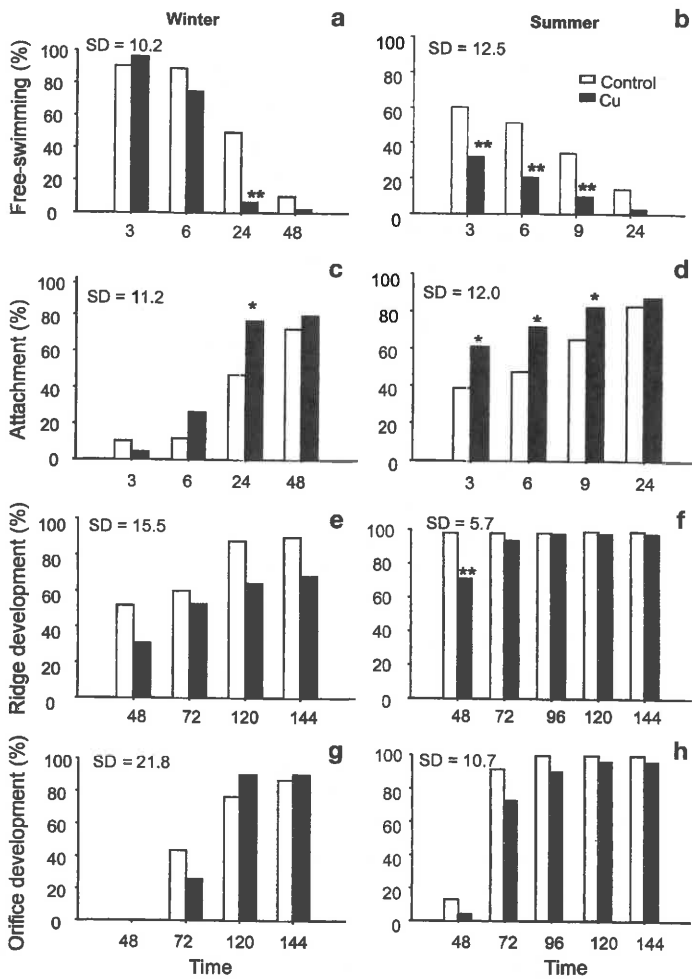 Winter
a
SD = 10.2
Free-swimming (%)
100
80
60
40
20
0
3 6 24 48
Summer
b
SD = 12.5
Control
Cu
100
80
60
40
20
0
**
**
**
**
3 6 9 24
c
SD = 11.2
Attachment (%)
100
80
60
40
20
0
*
3 6 24 48
d
SD = 12.0
100
80
60
40
20
0
*
*
*
3 6 9 24
e
SD = 15.5
Ridge development (%)
100
80
60
40
20
0
48 72 120 144
f
SD = 5.7
100
80
60
40
20
0
**
48 72 96 120 144
g
SD = 21.8
Orifice development (%)
100
80
60
40
20
0
48 72 120 144
Time
h
SD = 10.7
100
80
60
40
20
0
48 72 96 120 144
Time